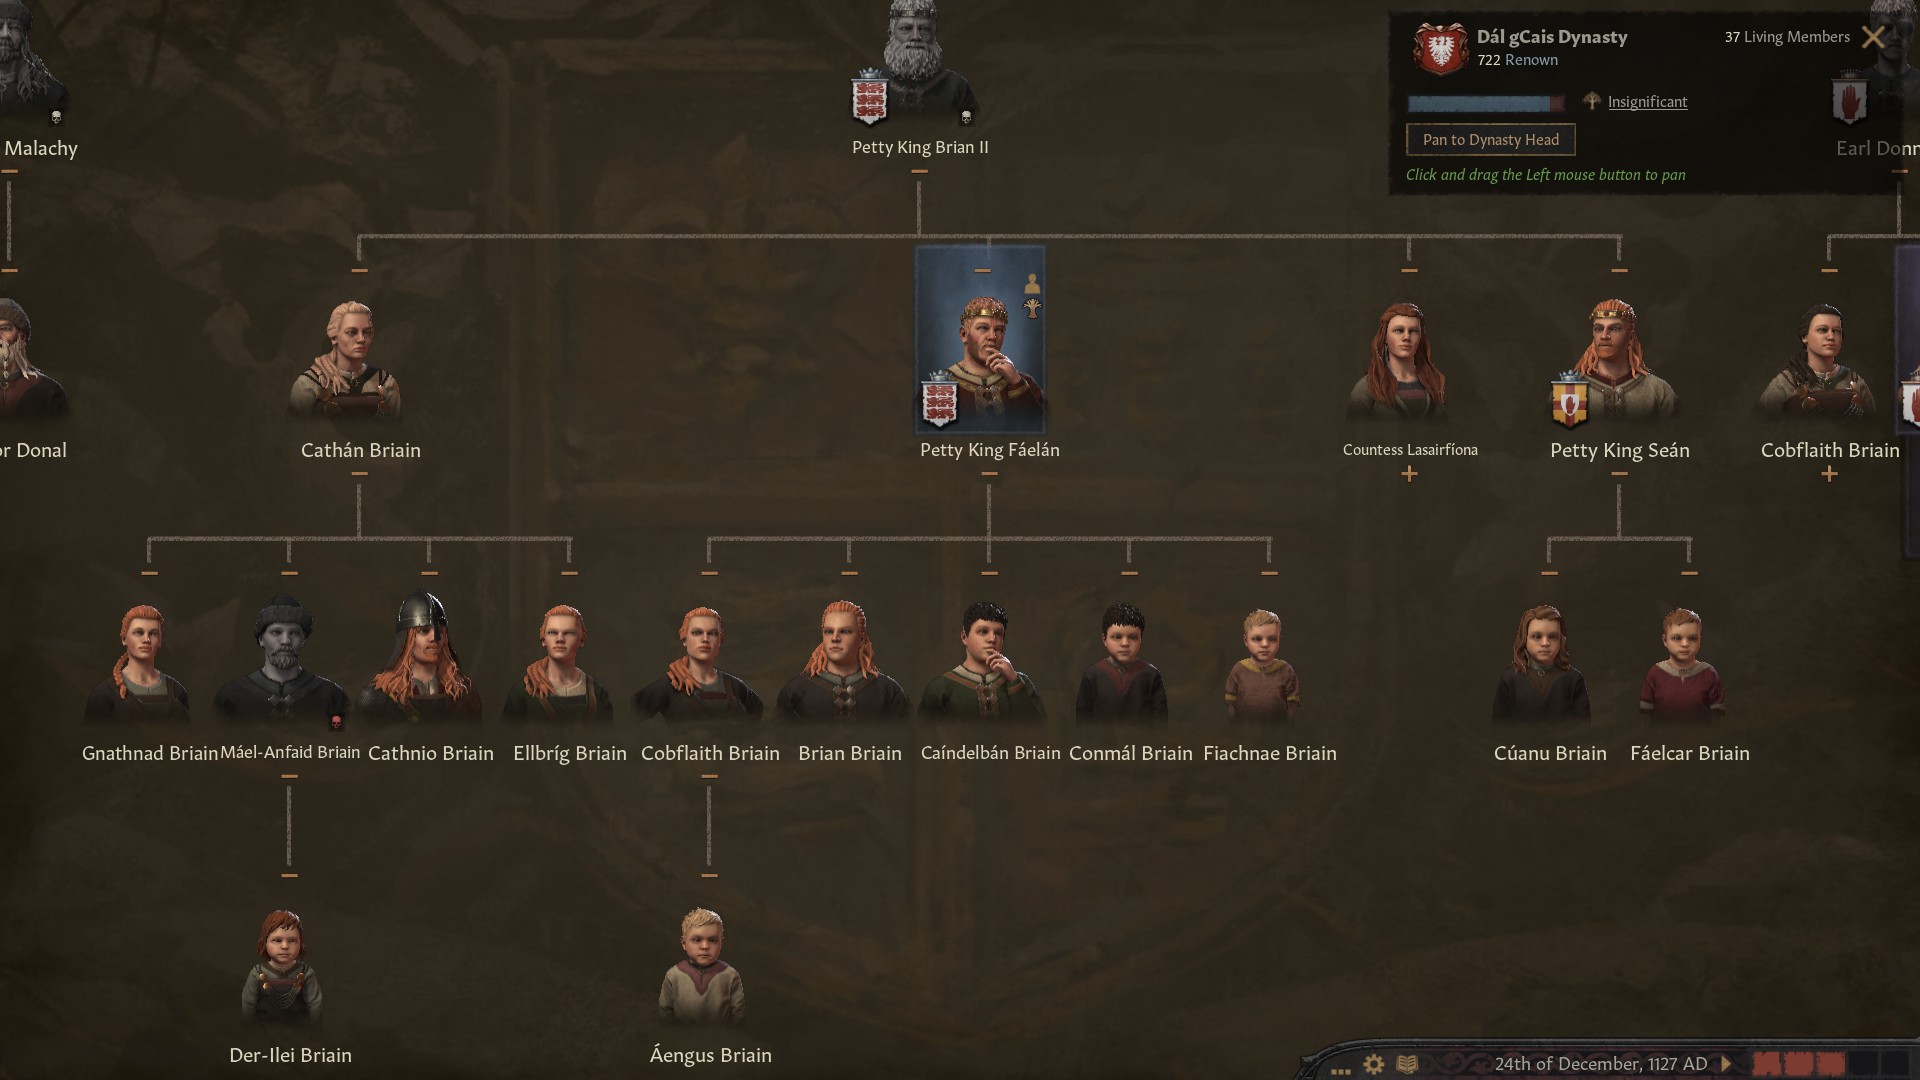 Dál gCais Dynasty
37 Living Members
722 Renown
Insignificant
Pan to Dynasty Head
Click and drag the Left mouse button to pan
Malachy
Petty King Brian II
Earl Donn
or Donal
Cathán Briain
Petty King Fáelán
Countess Lasairfíona
Petty King Seán
Cobflaith Briain
Gnathnad Briain
Máel-Anfaid Briain
Cathnio Briain
Ellbríg Briain
Cobflaith Briain
Brian Briain
Caíndelbán Briain
Conmál Briain
Fiachnae Briain
Cúanu Briain
Fáelcar Briain
Der-Ilei Briain
Áengus Briain
24th of December, 1127 AD